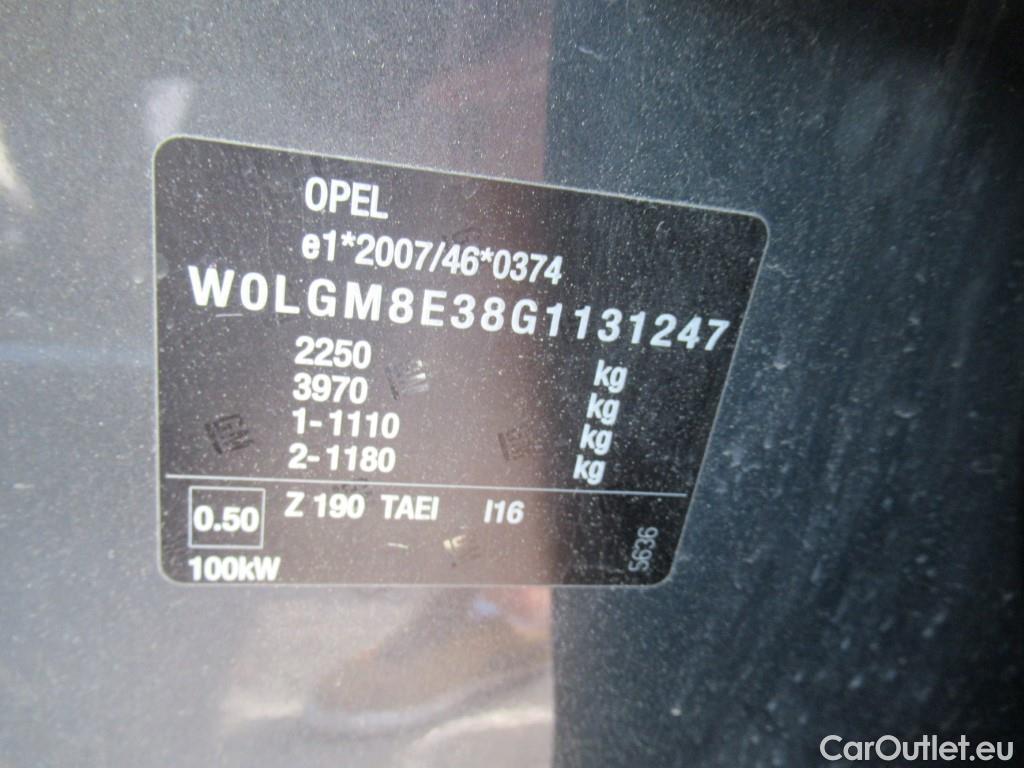 OPEL
e1*2007/46*0374
W0LGM8E38G1131247
2250 kg
3970 kg
1-1110 kg
2-1180 kg
0.50 Z 190 TAEI I16
100kW
5636
CarOutlet.eu